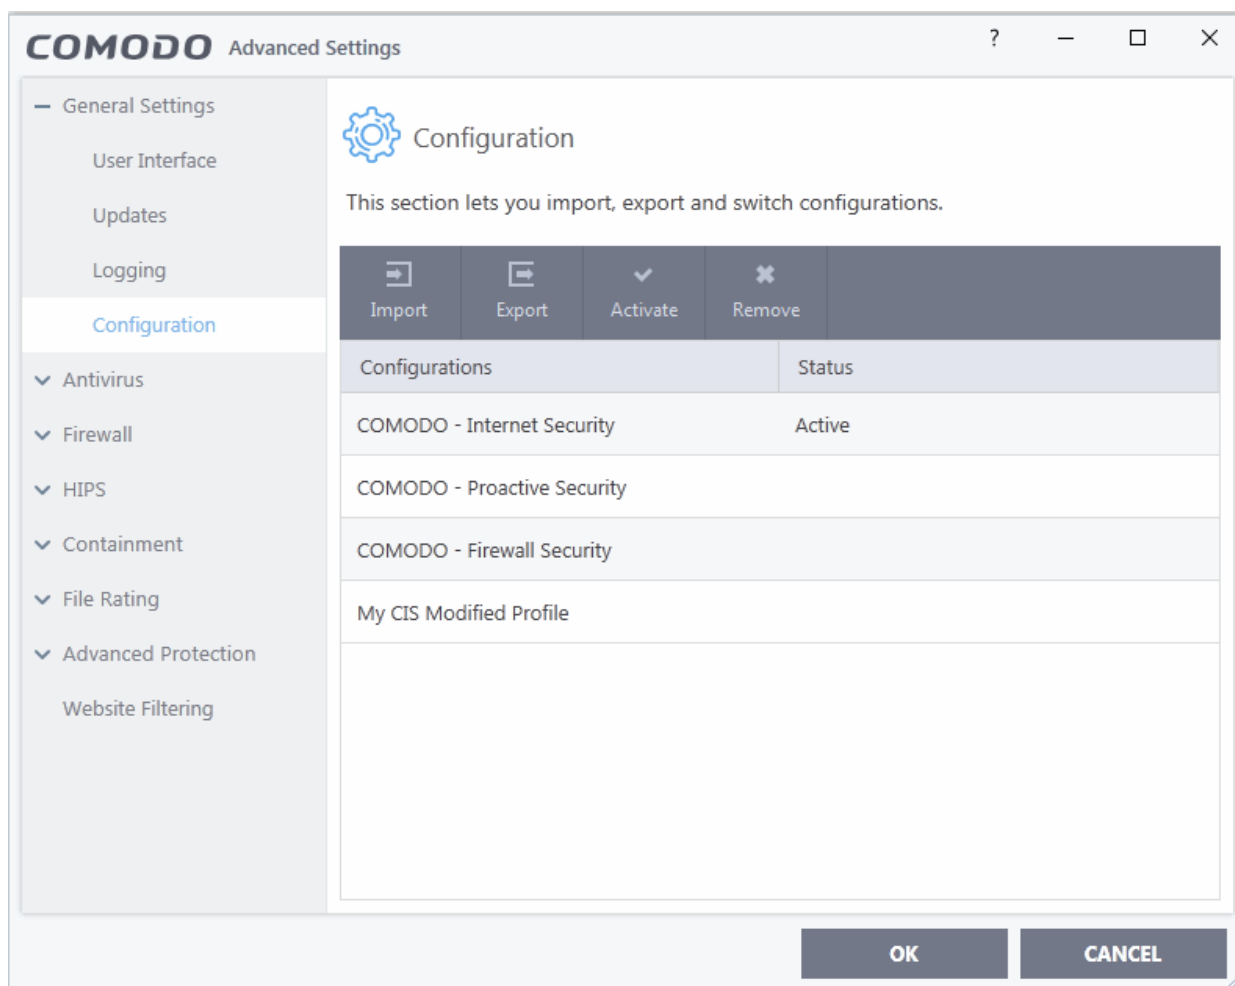 COMODO Advanced Settings ?
General Settings
User Interface
Updates
Logging
Configuration
Antivirus
Firewall
HIPS
Containment
File Rating
Advanced Protection
Website Filtering
Configuration
This section lets you import, export and switch configurations.
Import Export Activate Remove
Configurations Status
COMODO - Internet Security Active
COMODO - Proactive Security
COMODO - Firewall Security
My CIS Modified Profile
OK CANCEL